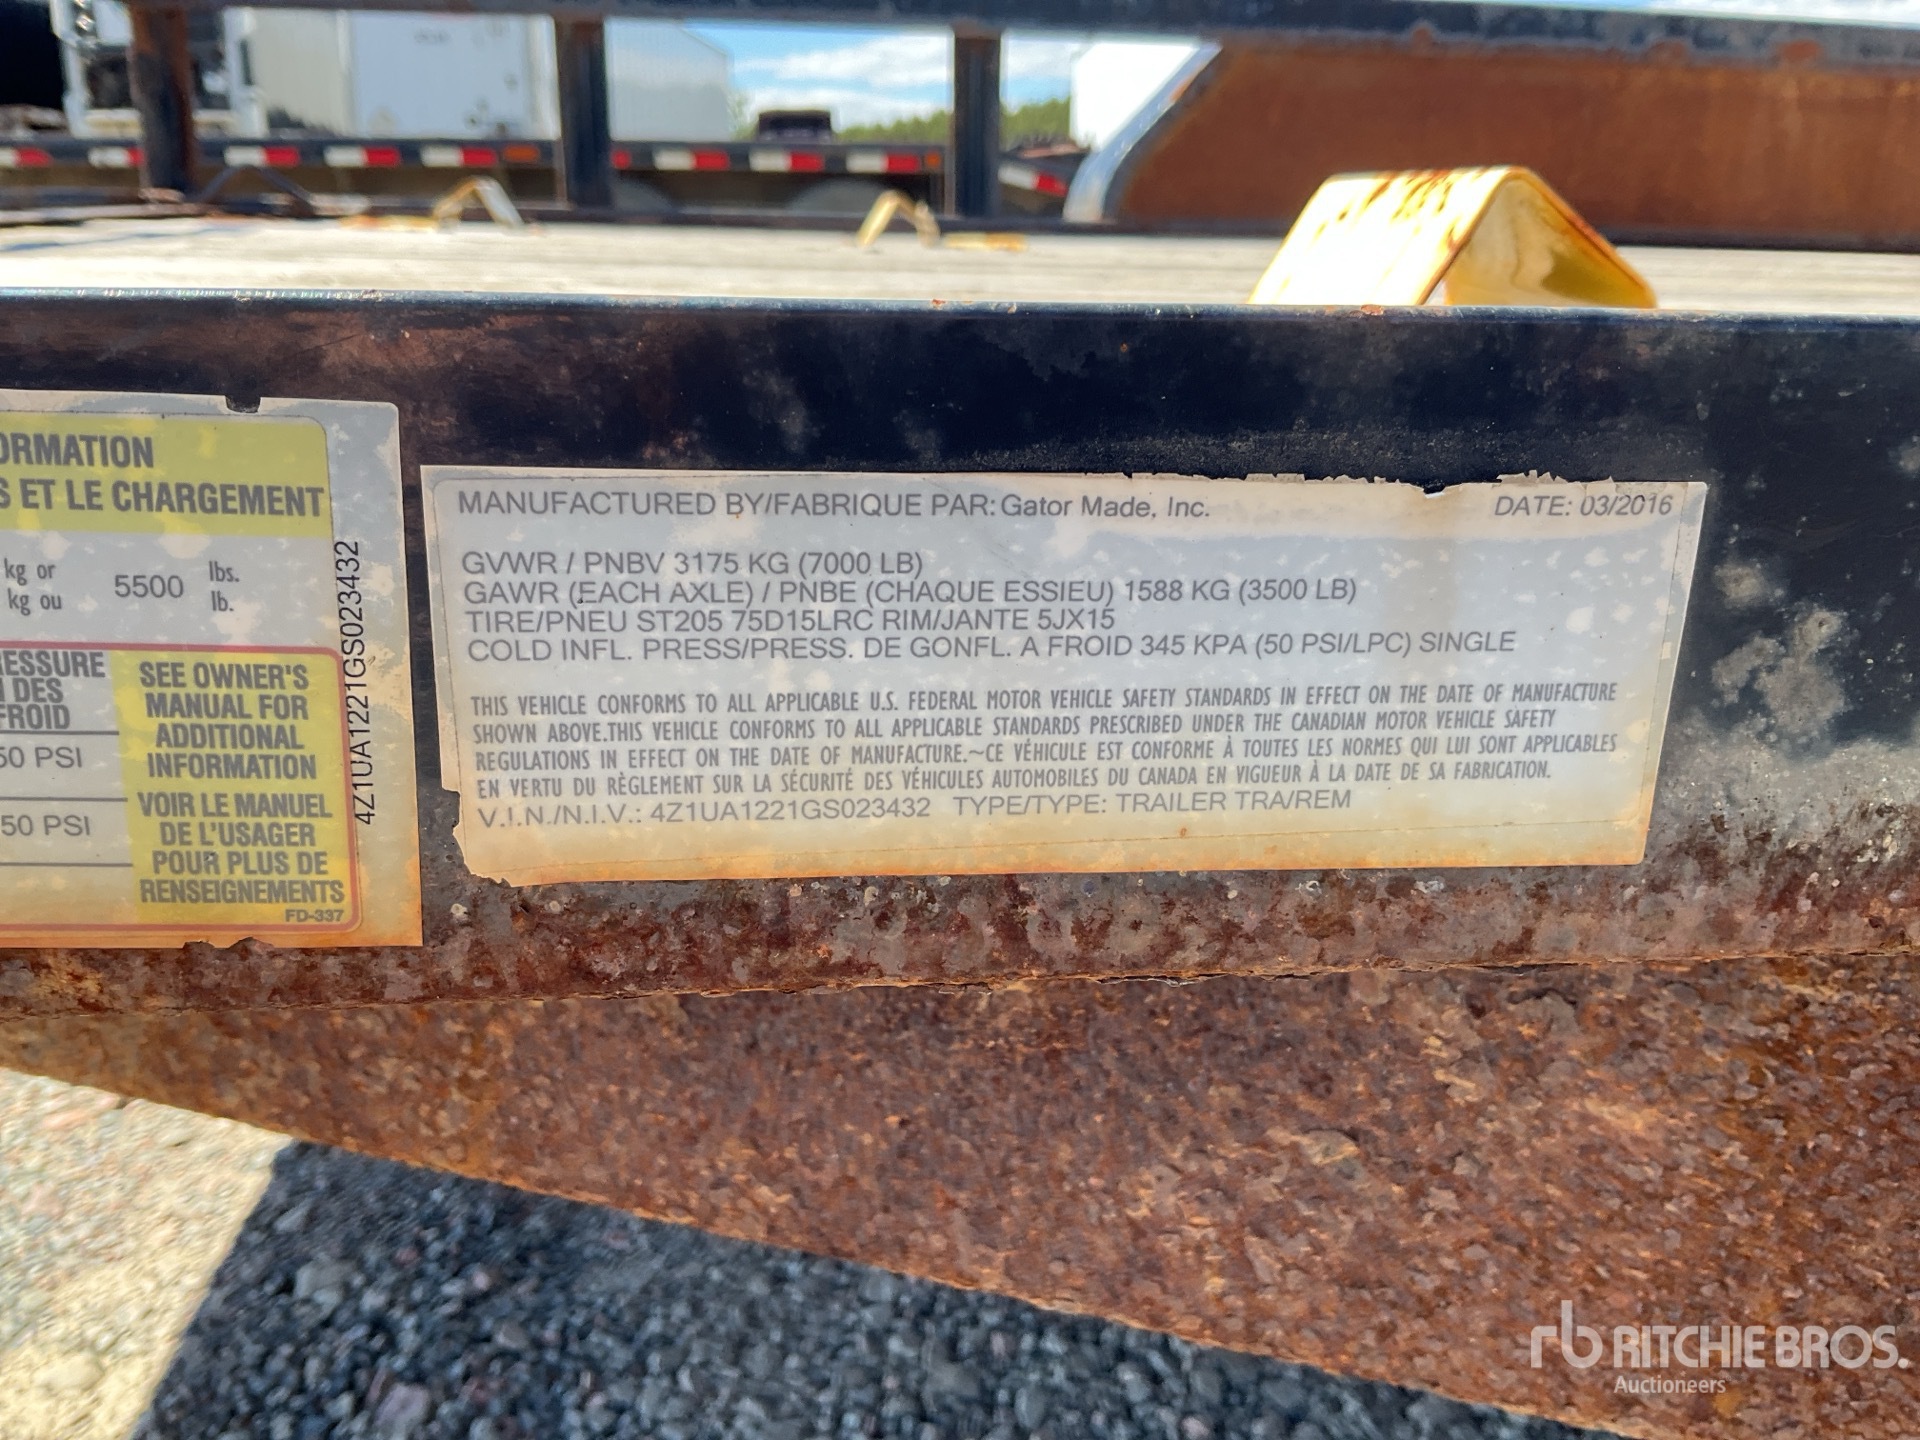 ORMATION
S ET LE CHARGEMENT
kg or
kg ou
5500
lbs.
lb.
ESSURE
DES
FROID
50 PSI
50 PSI
SEE OWNER'S
MANUAL FOR
ADDITIONAL
INFORMATION
VOIR LE MANUEL
DE L'USAGER
POUR PLUS DE
RENSEIGNEMENTS
FD-337
4Z1UA1221GS023432
MANUFACTURED BY/FABRIQUE PAR: Gator Made, Inc. DATE: 03/2016
GVWR / PNBV 3175 KG (7000 LB)
GAWR (EACH AXLE) / PNBE (CHAQUE ESSIEU) 1588 KG (3500 LB)
TIRE/PNEU ST205 75D15LRC RIM/JANTE 5JX15
COLD INFL. PRESS/PRESS. DE GONFL. A FROID 345 KPA (50 PSI/LPC) SINGLE
THIS VEHICLE CONFORMS TO ALL APPLICABLE U.S. FEDERAL MOTOR VEHICLE SAFETY STANDARDS IN EFFECT ON THE DATE OF MANUFACTURE
SHOWN ABOVE.THIS VEHICLE CONFORMS TO ALL APPLICABLE STANDARDS PRESCRIBED UNDER THE CANADIAN MOTOR VEHICLE SAFETY
REGULATIONS IN EFFECT ON THE DATE OF MANUFACTURE.~CE VÉHICULE EST CONFORME À TOUTES LES NORMES QUI LUI SONT APPLICABLES
EN VERTU DU RÈGLEMENT SUR LA SÉCURITÉ DES VÉHICULES AUTOMOBILES DU CANADA EN VIGUEUR À LA DATE DE SA FABRICATION.
V.I.N./N.I.V.: 4Z1UA1221GS023432 TYPE/TYPE: TRAILER TRA/REM
rb RITCHIE BROS.
Auctioneers